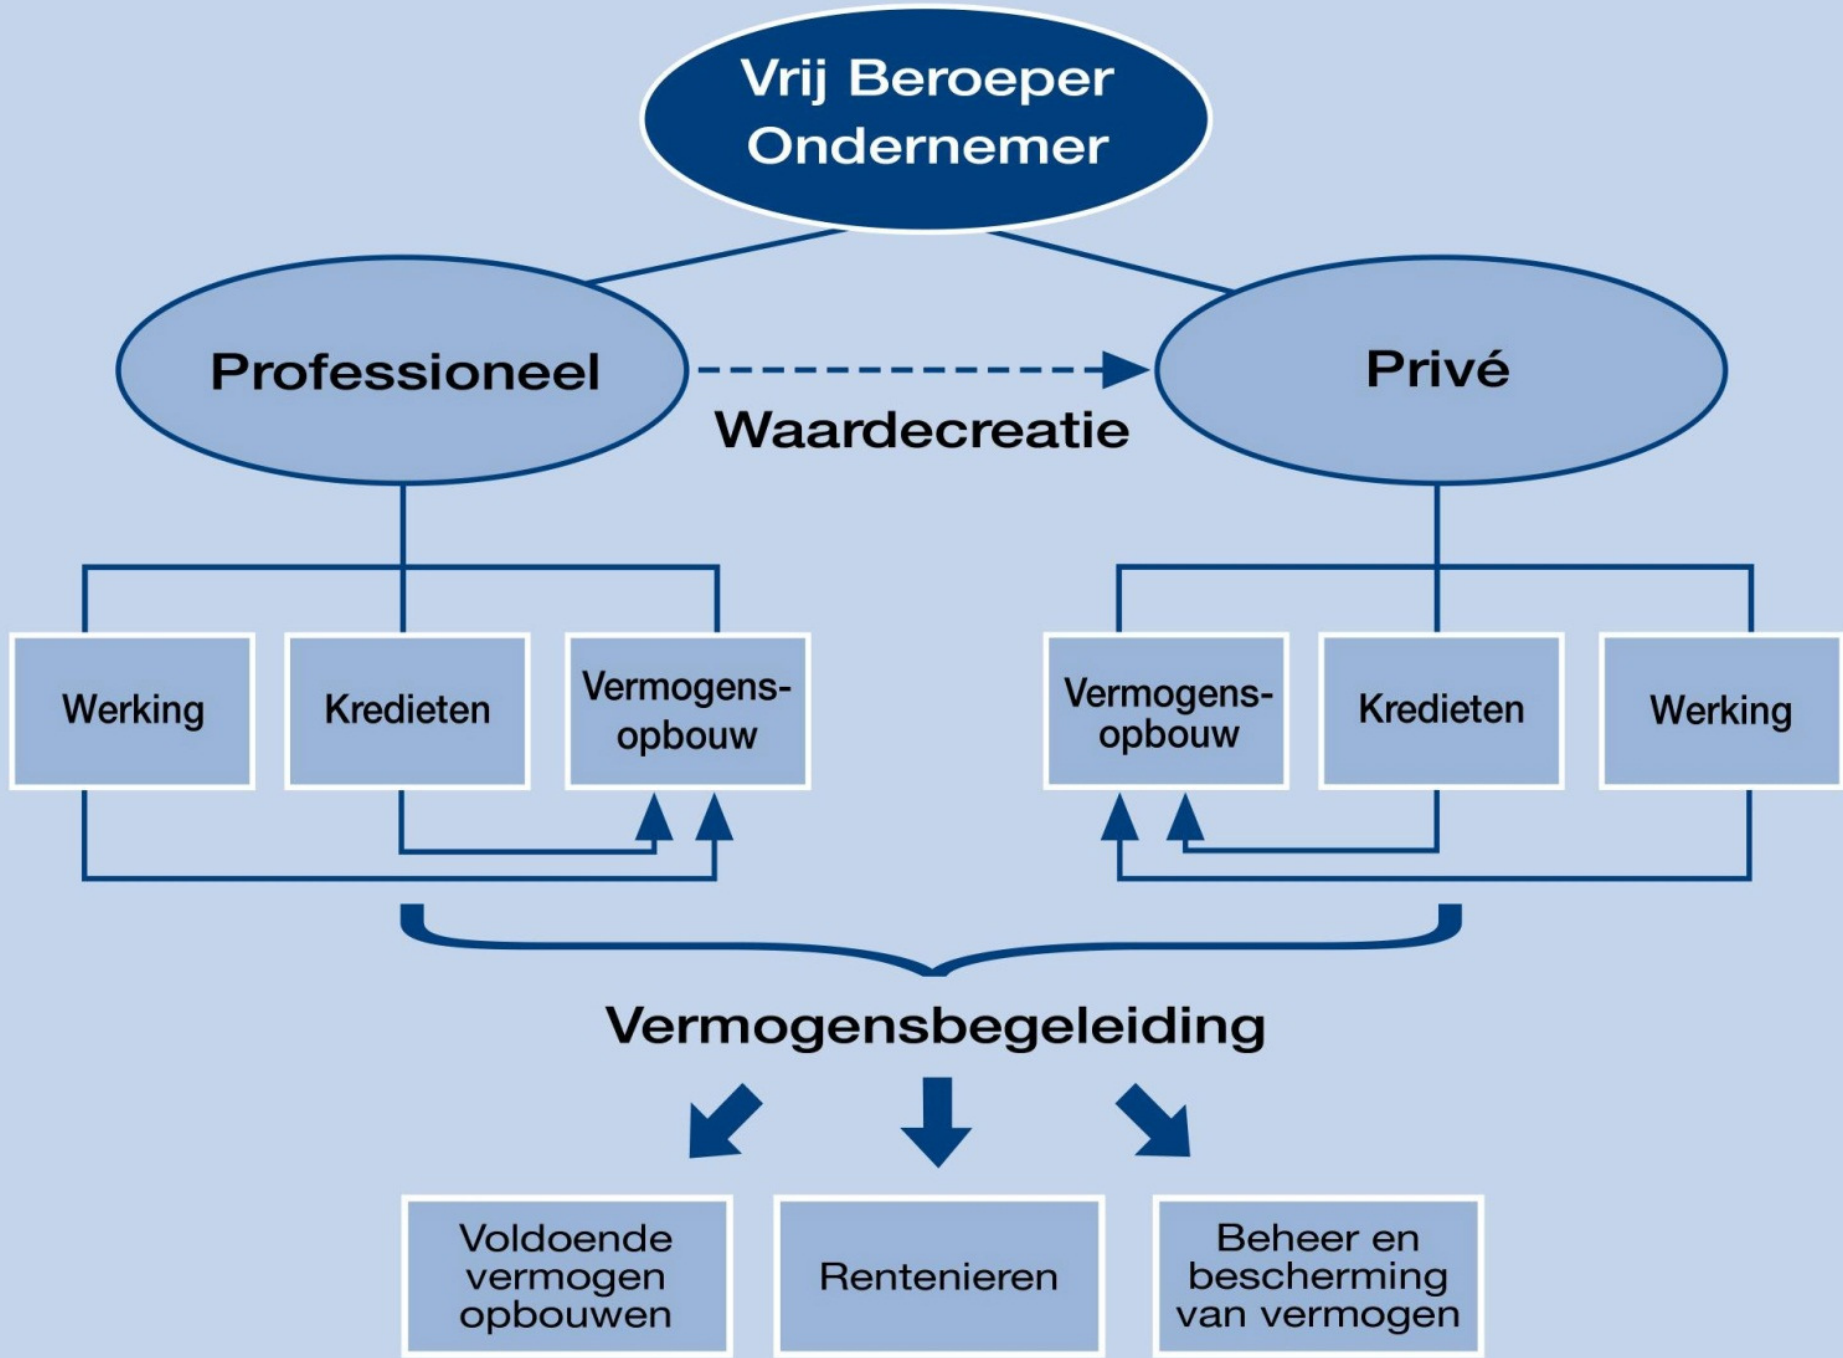 Vrij Beroeper
Ondernemer
Professioneel
Privé
Waardecreatie
Werking
Kredieten
Vermogens-
opbouw
Vermogens-
opbouw
Kredieten
Werking
Vermogensbegeleiding
Voldoende
vermogen
opbouwen
Rentenieren
Beheer en
bescherming
van vermogen